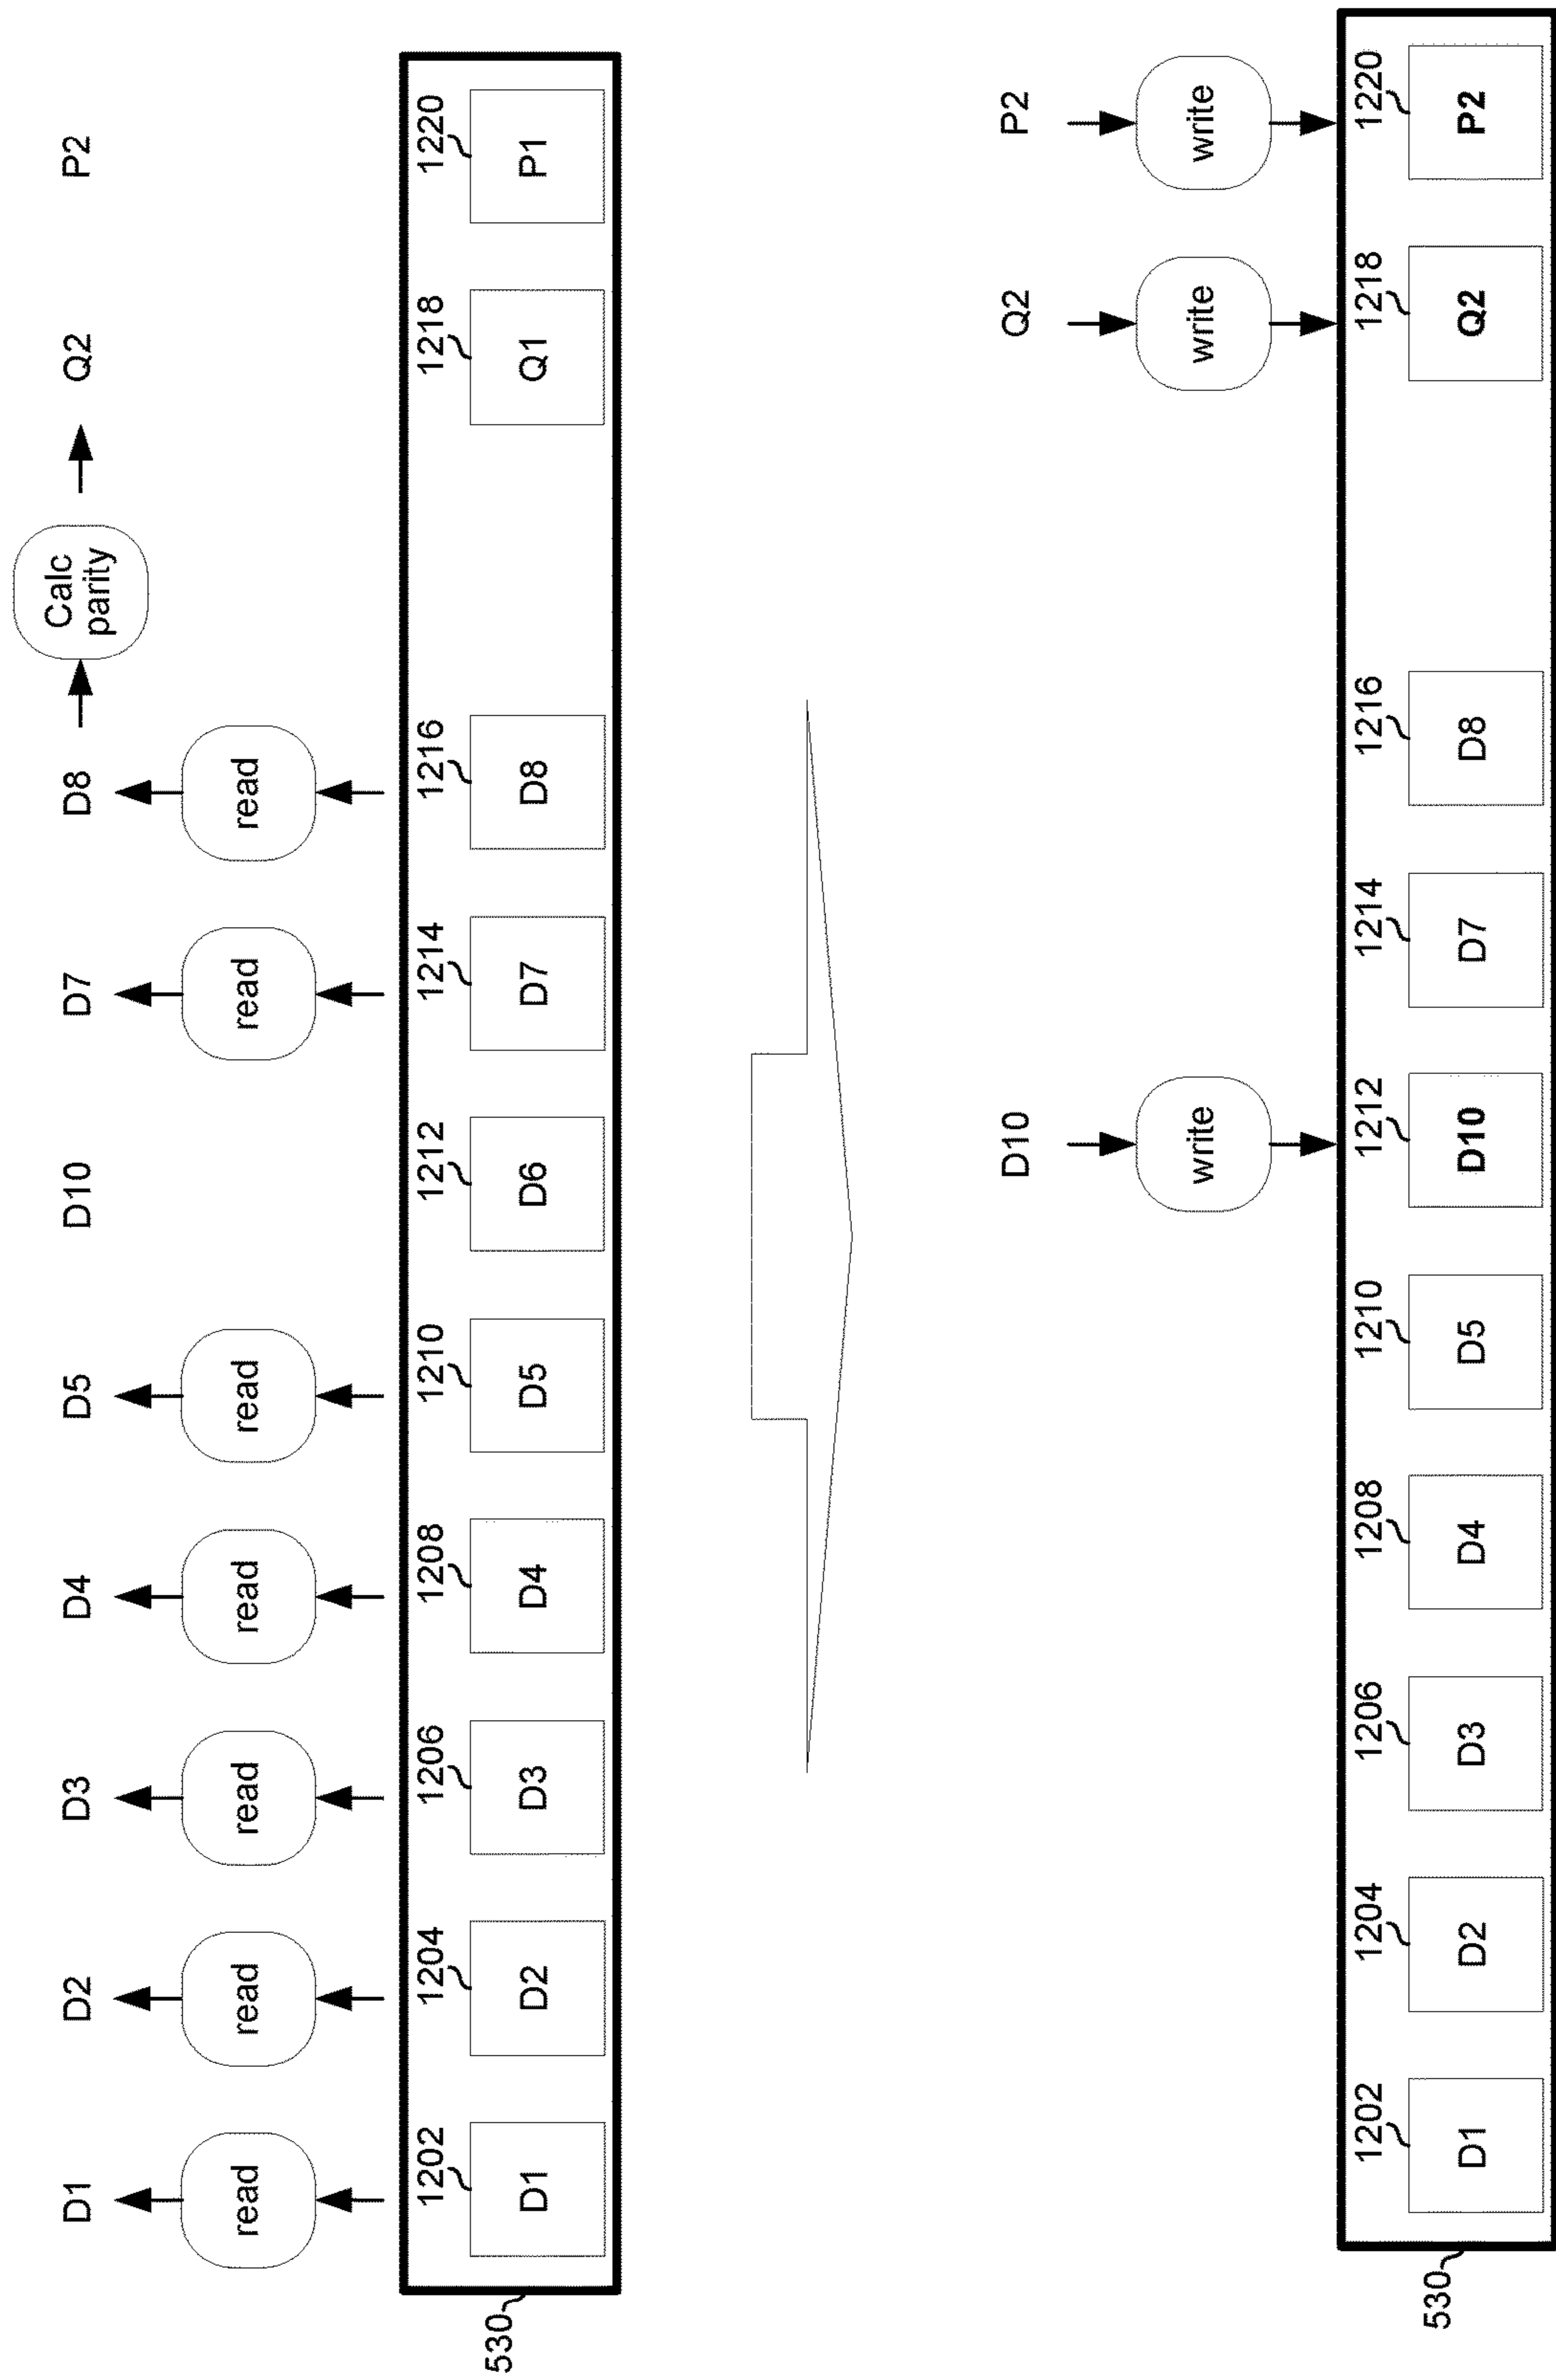 D1 D2 D3 D4 D5 D10 D7 D8 Calc parity Q2 P2
read read read read read read read
1202 1204 1206 1208 1210 1212 1214 1216 1218 1220
D1 D2 D3 D4 D5 D6 D7 D8 Q1 P1
530
D10 Q2 P2
write write write
1202 1204 1206 1208 1210 1212 1214 1216 1218 1220
D1 D2 D3 D4 D5 D10 D7 D8 Q2 P2
530